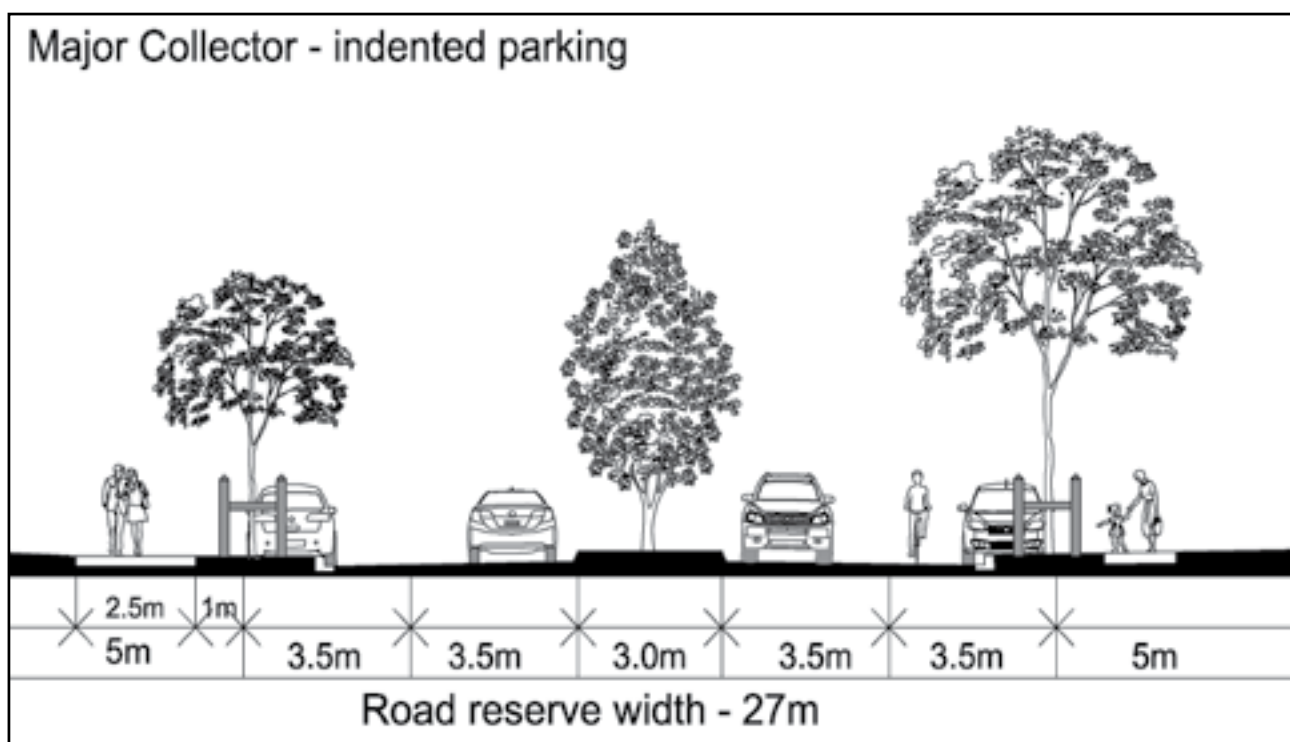 Major Collector - indented parking
2.5m 1m
5m 3.5m 3.5m 3.0m 3.5m 3.5m 5m
Road reserve width - 27m